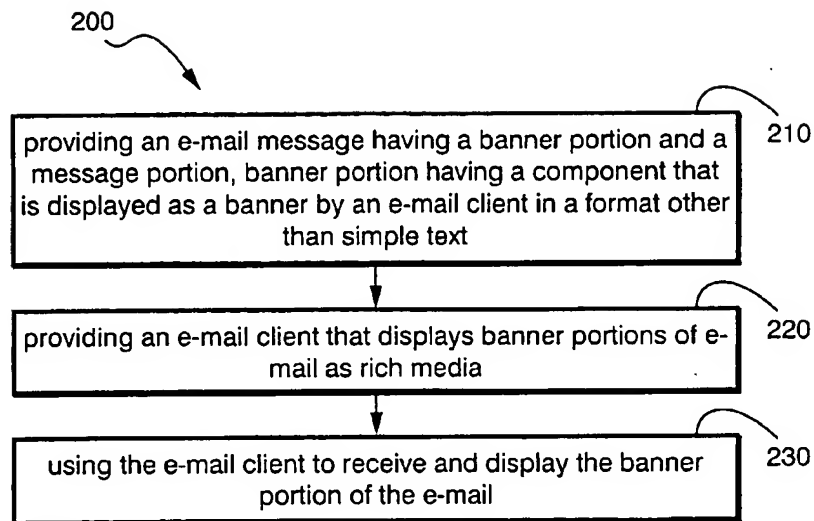 200
210
providing an e-mail message having a banner portion and a
message portion, banner portion having a component that
is displayed as a banner by an e-mail client in a format other
than simple text
220
providing an e-mail client that displays banner portions of e-
mail as rich media
230
using the e-mail client to receive and display the banner
portion of the e-mail